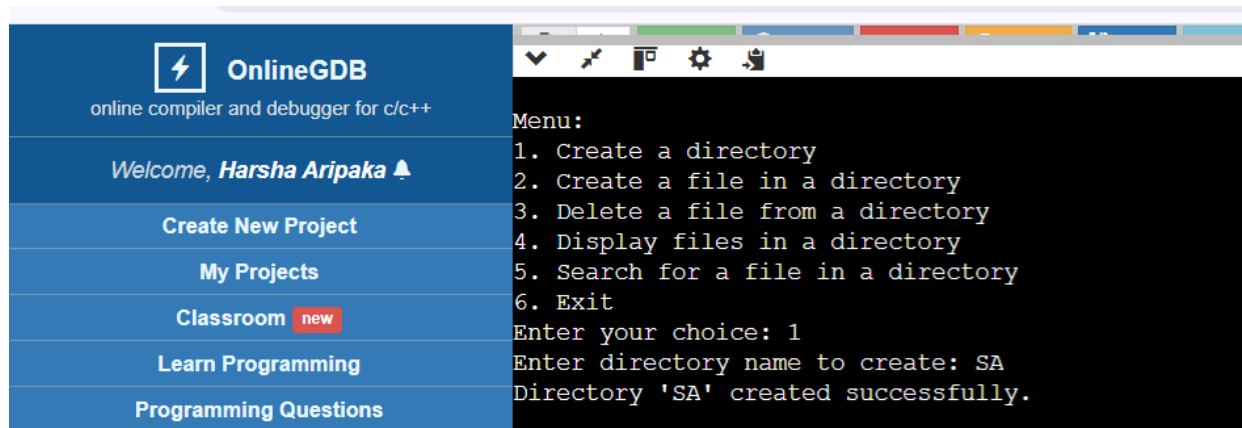 OnlineGDB
online compiler and debugger for c/c++
Welcome, Harsha Aripaka
Create New Project
My Projects
Classroom new
Learn Programming
Programming Questions
Menu:
1. Create a directory
2. Create a file in a directory
3. Delete a file from a directory
4. Display files in a directory
5. Search for a file in a directory
6. Exit
Enter your choice: 1
Enter directory name to create: SA
Directory 'SA' created successfully.